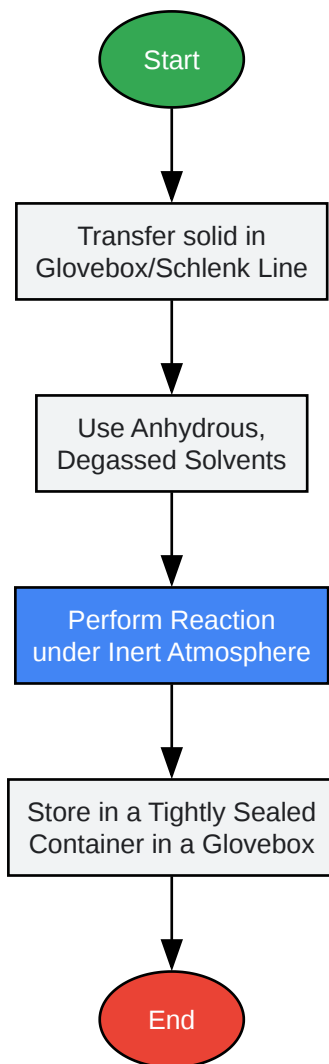 Start
Transfer solid in
Glovebox/Schlenk Line
Use Anhydrous,
Degassed Solvents
Perform Reaction
under Inert Atmosphere
Store in a Tightly Sealed
Container in a Glovebox
End